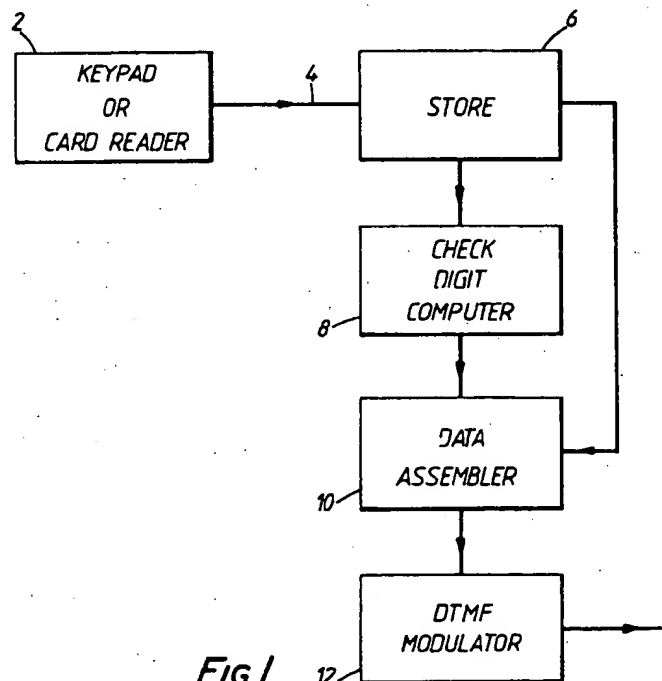 2
6
KEYPAD
OR
CARD READER
4
STORE
CHECK
DIGIT
COMPUTER
8
DATA
ASSEMBLER
10
DTMF
MODULATOR
FIG 1
12